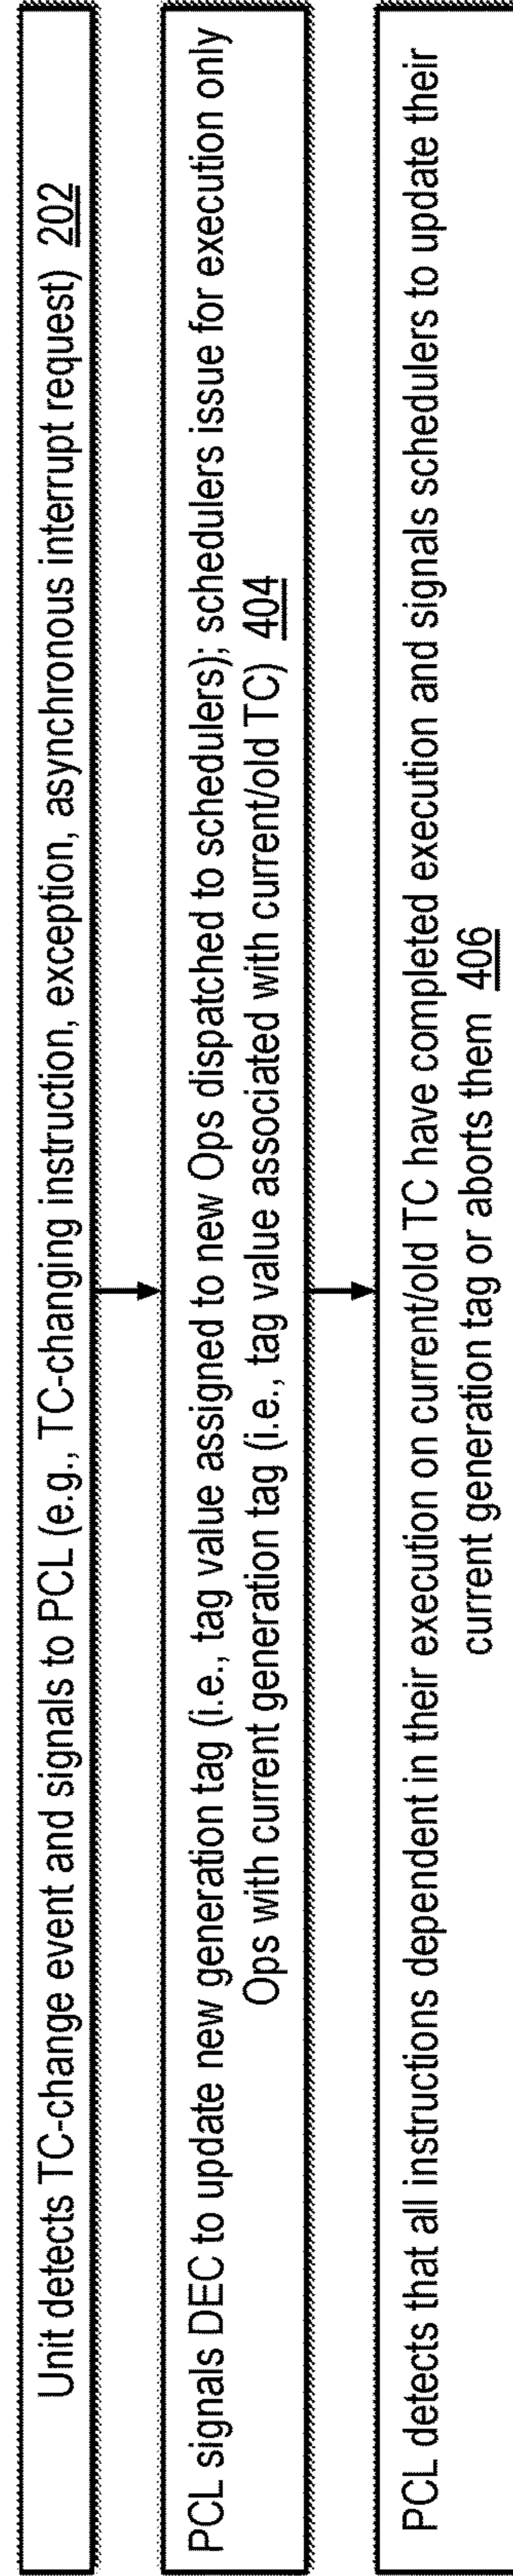 Unit detects TC-change event and signals to PCL (e.g., TC-changing instruction, exception, asynchronous interrupt request) 202
PCL signals DEC to update new generation tag (i.e., tag value assigned to new Ops dispatched to schedulers); schedulers issue for execution only
Ops with current generation tag (i.e., tag value associated with current/old TC) 404
PCL detects that all instructions dependent in their execution on current/old TC have completed execution and signals schedulers to update their
current generation tag or aborts them 406